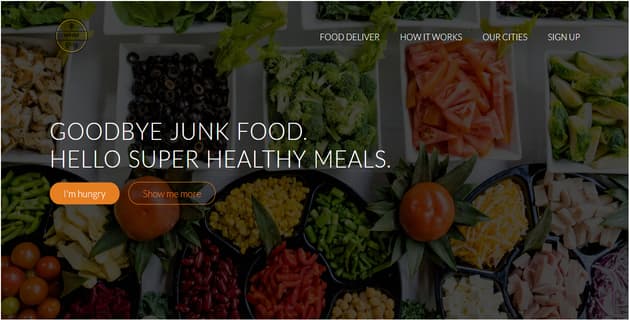 FOOD DELIVER HOW IT WORKS OUR CITIES SIGN UP
GOODBYE JUNK FOOD.
HELLO SUPER HEALTHY MEALS.
I'm hungry Show me more